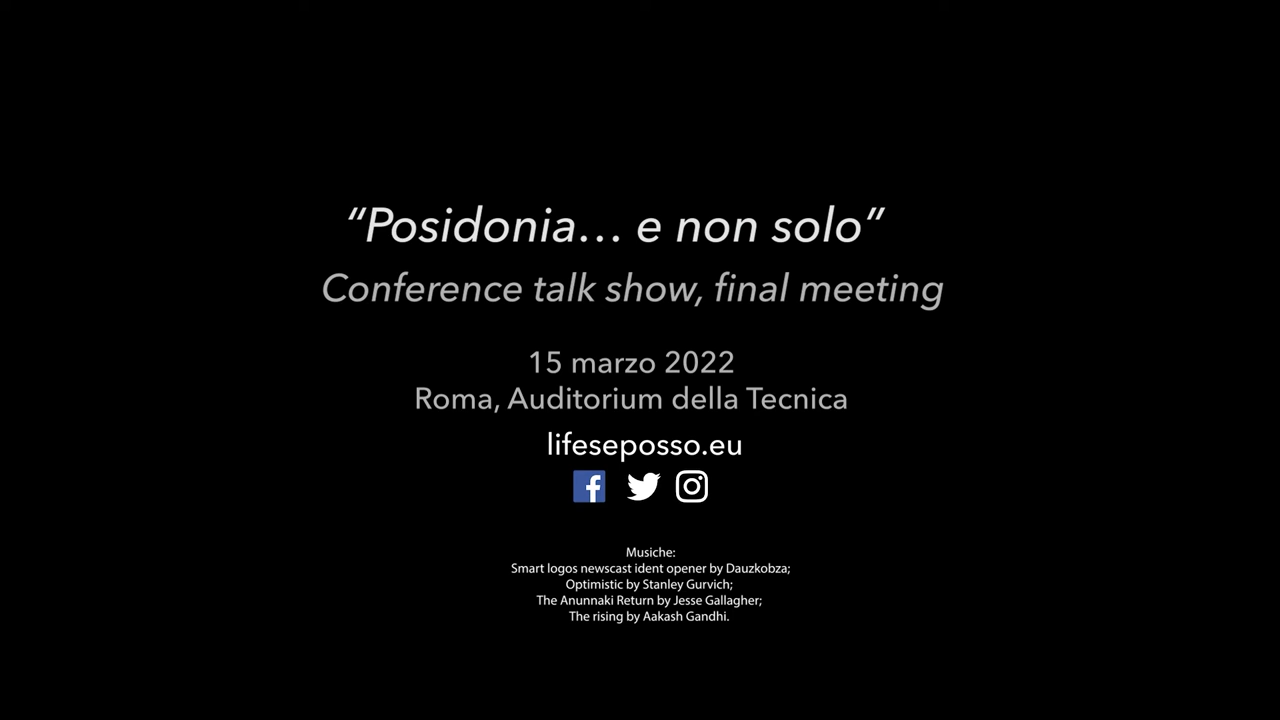 “Posidonia… e non solo”
Conference talk show, final meeting
15 marzo 2022
Roma, Auditorium della Tecnica
lifeseposso.eu
Musiche:
Smart logos newscast ident opener by Dauzkobza;
Optimistic by Stanley Gurvich;
The Anunnaki Return by Jesse Gallagher;
The rising by Aakash Gandhi.